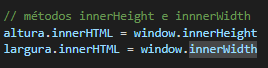 // métodos innerHeight e innnerWidth
altura.innerHTML = window.innerHeight
largura.innerHTML = window.innerWidth